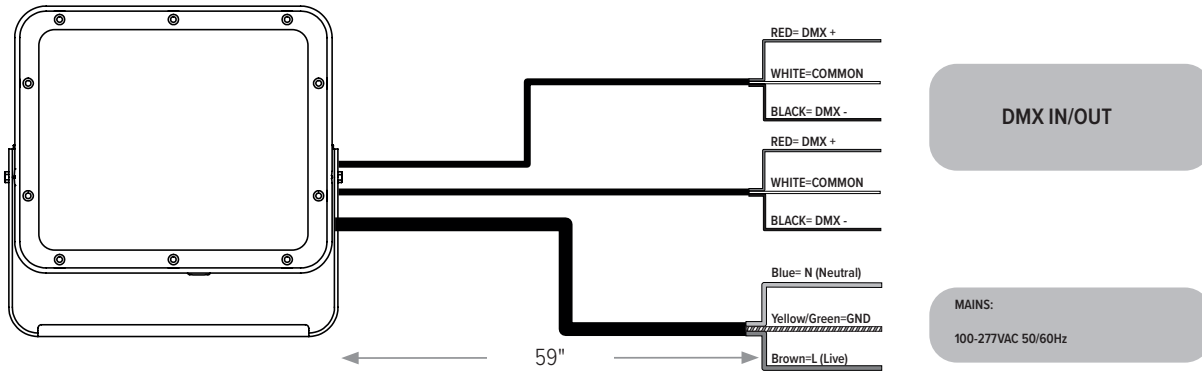 RED= DMX +
WHITE=COMMON
BLACK= DMX -
DMX IN/OUT
RED= DMX +
WHITE=COMMON
BLACK= DMX -
Blue= N (Neutral)
Yellow/Green=GND
Brown=L (Live)
MAINS:
100-277VAC 50/60Hz
59"